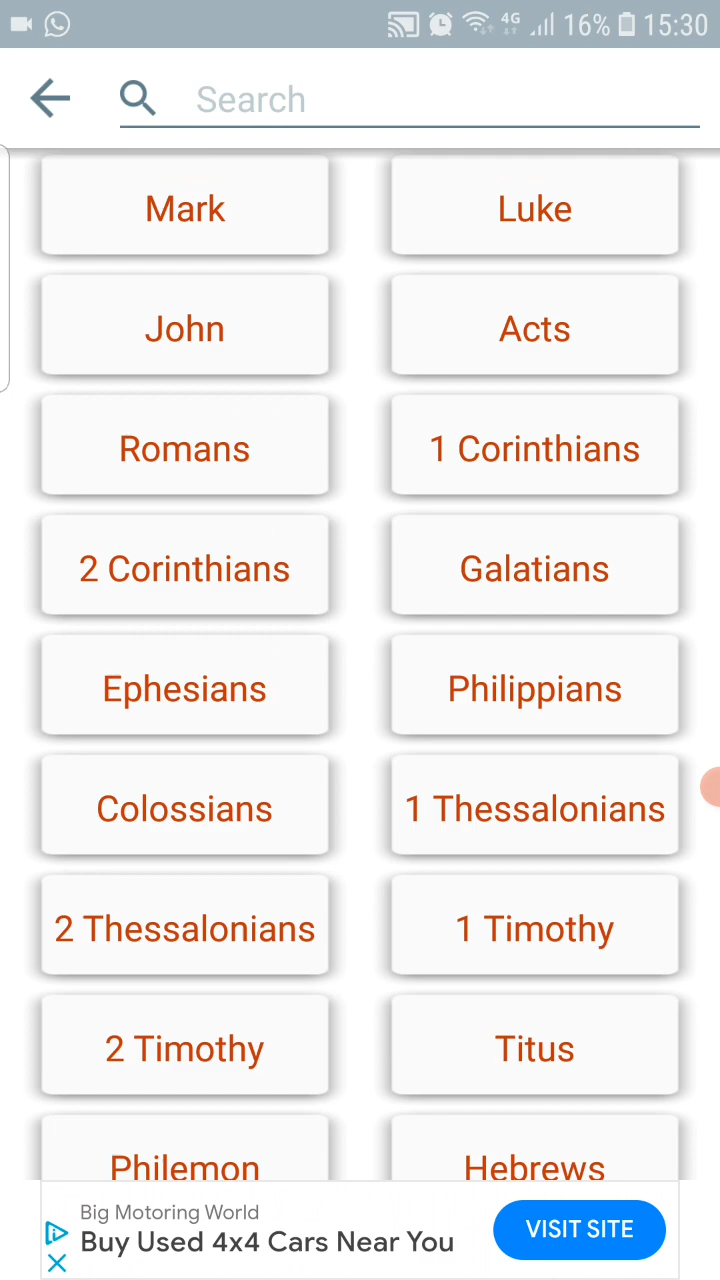 4G 16% 15:30
Search
Mark Luke
John Acts
Romans 1 Corinthians
2 Corinthians Galatians
Ephesians Philippians
Colossians 1 Thessalonians
2 Thessalonians 1 Timothy
2 Timothy Titus
Philemon Hebrews
Big Motoring World
Buy Used 4x4 Cars Near You
VISIT SITE